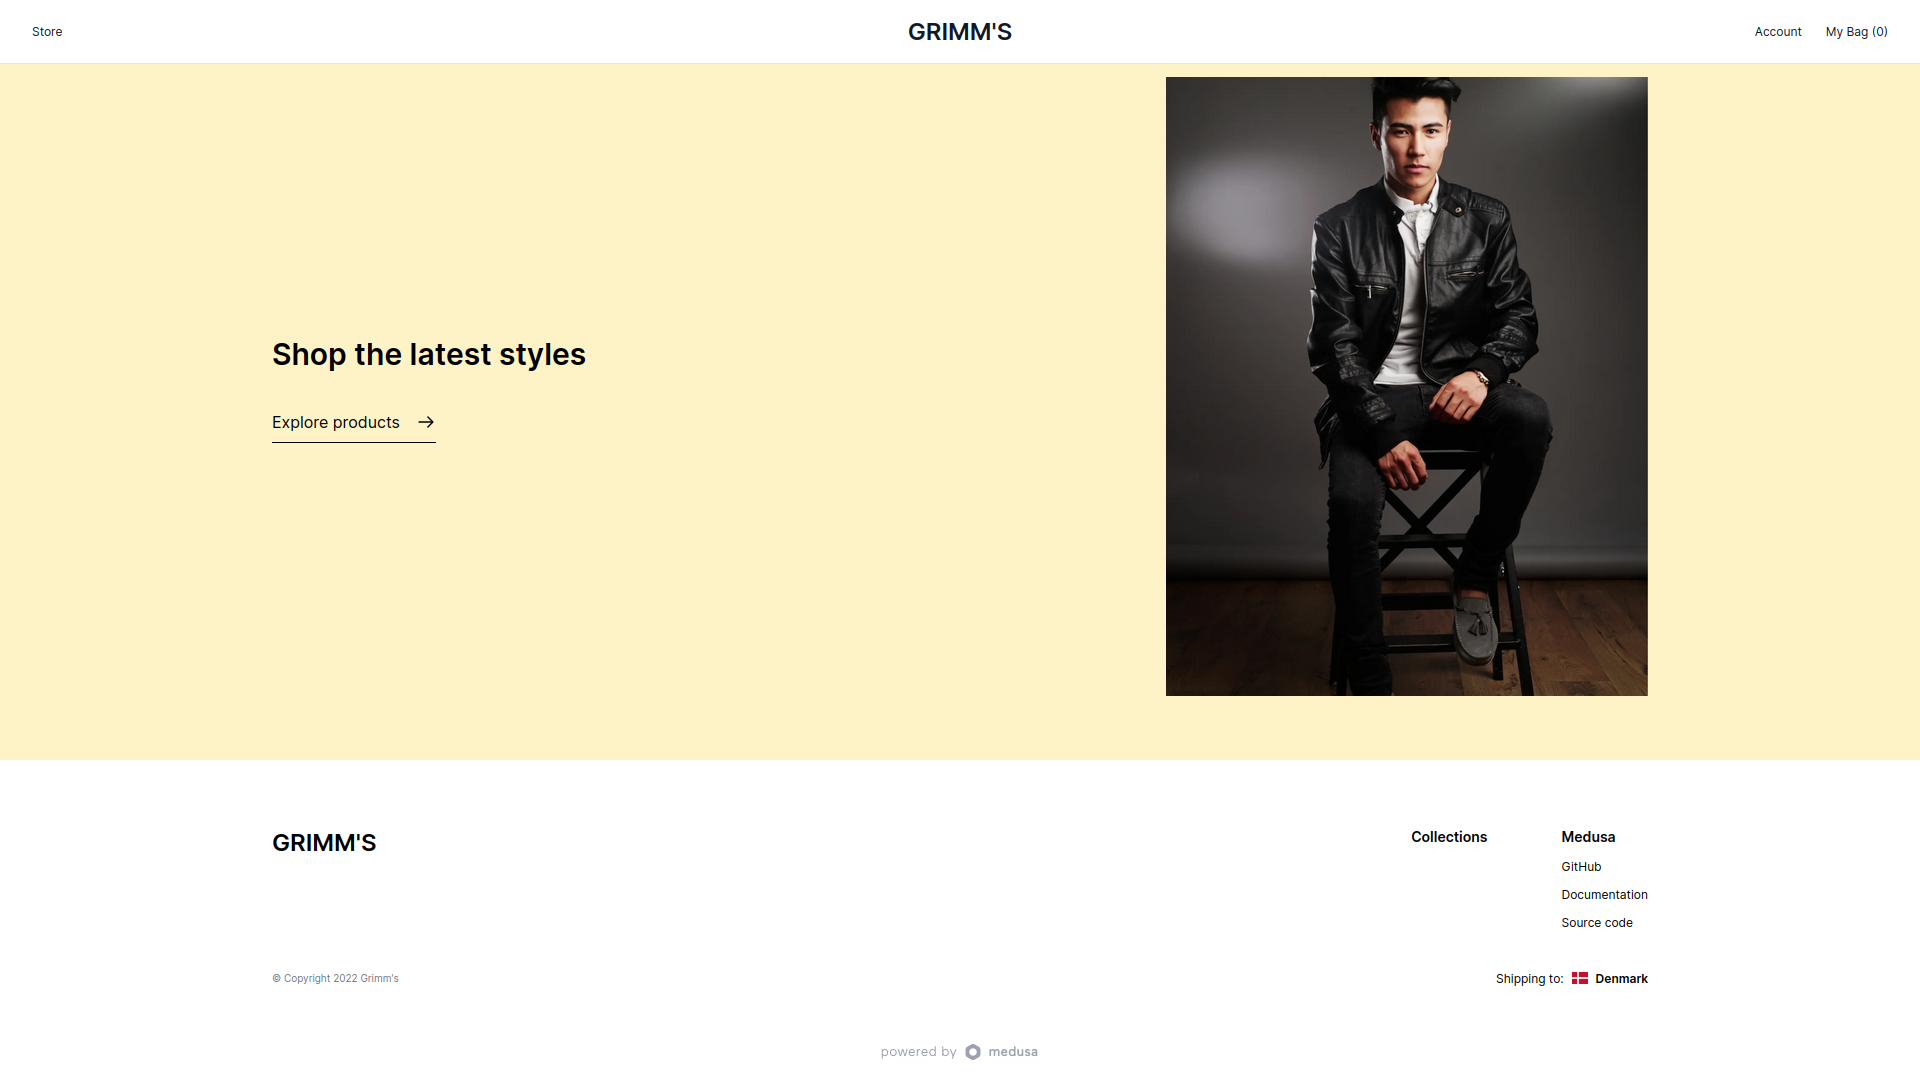 Store
GRIMM'S
Account
My Bag (0)
Shop the latest styles
Explore products
GRIMM'S
Collections
Medusa
GitHub
Documentation
Source code
© Copyright 2022 Grimm's
Shipping to: Denmark
powered by medusa